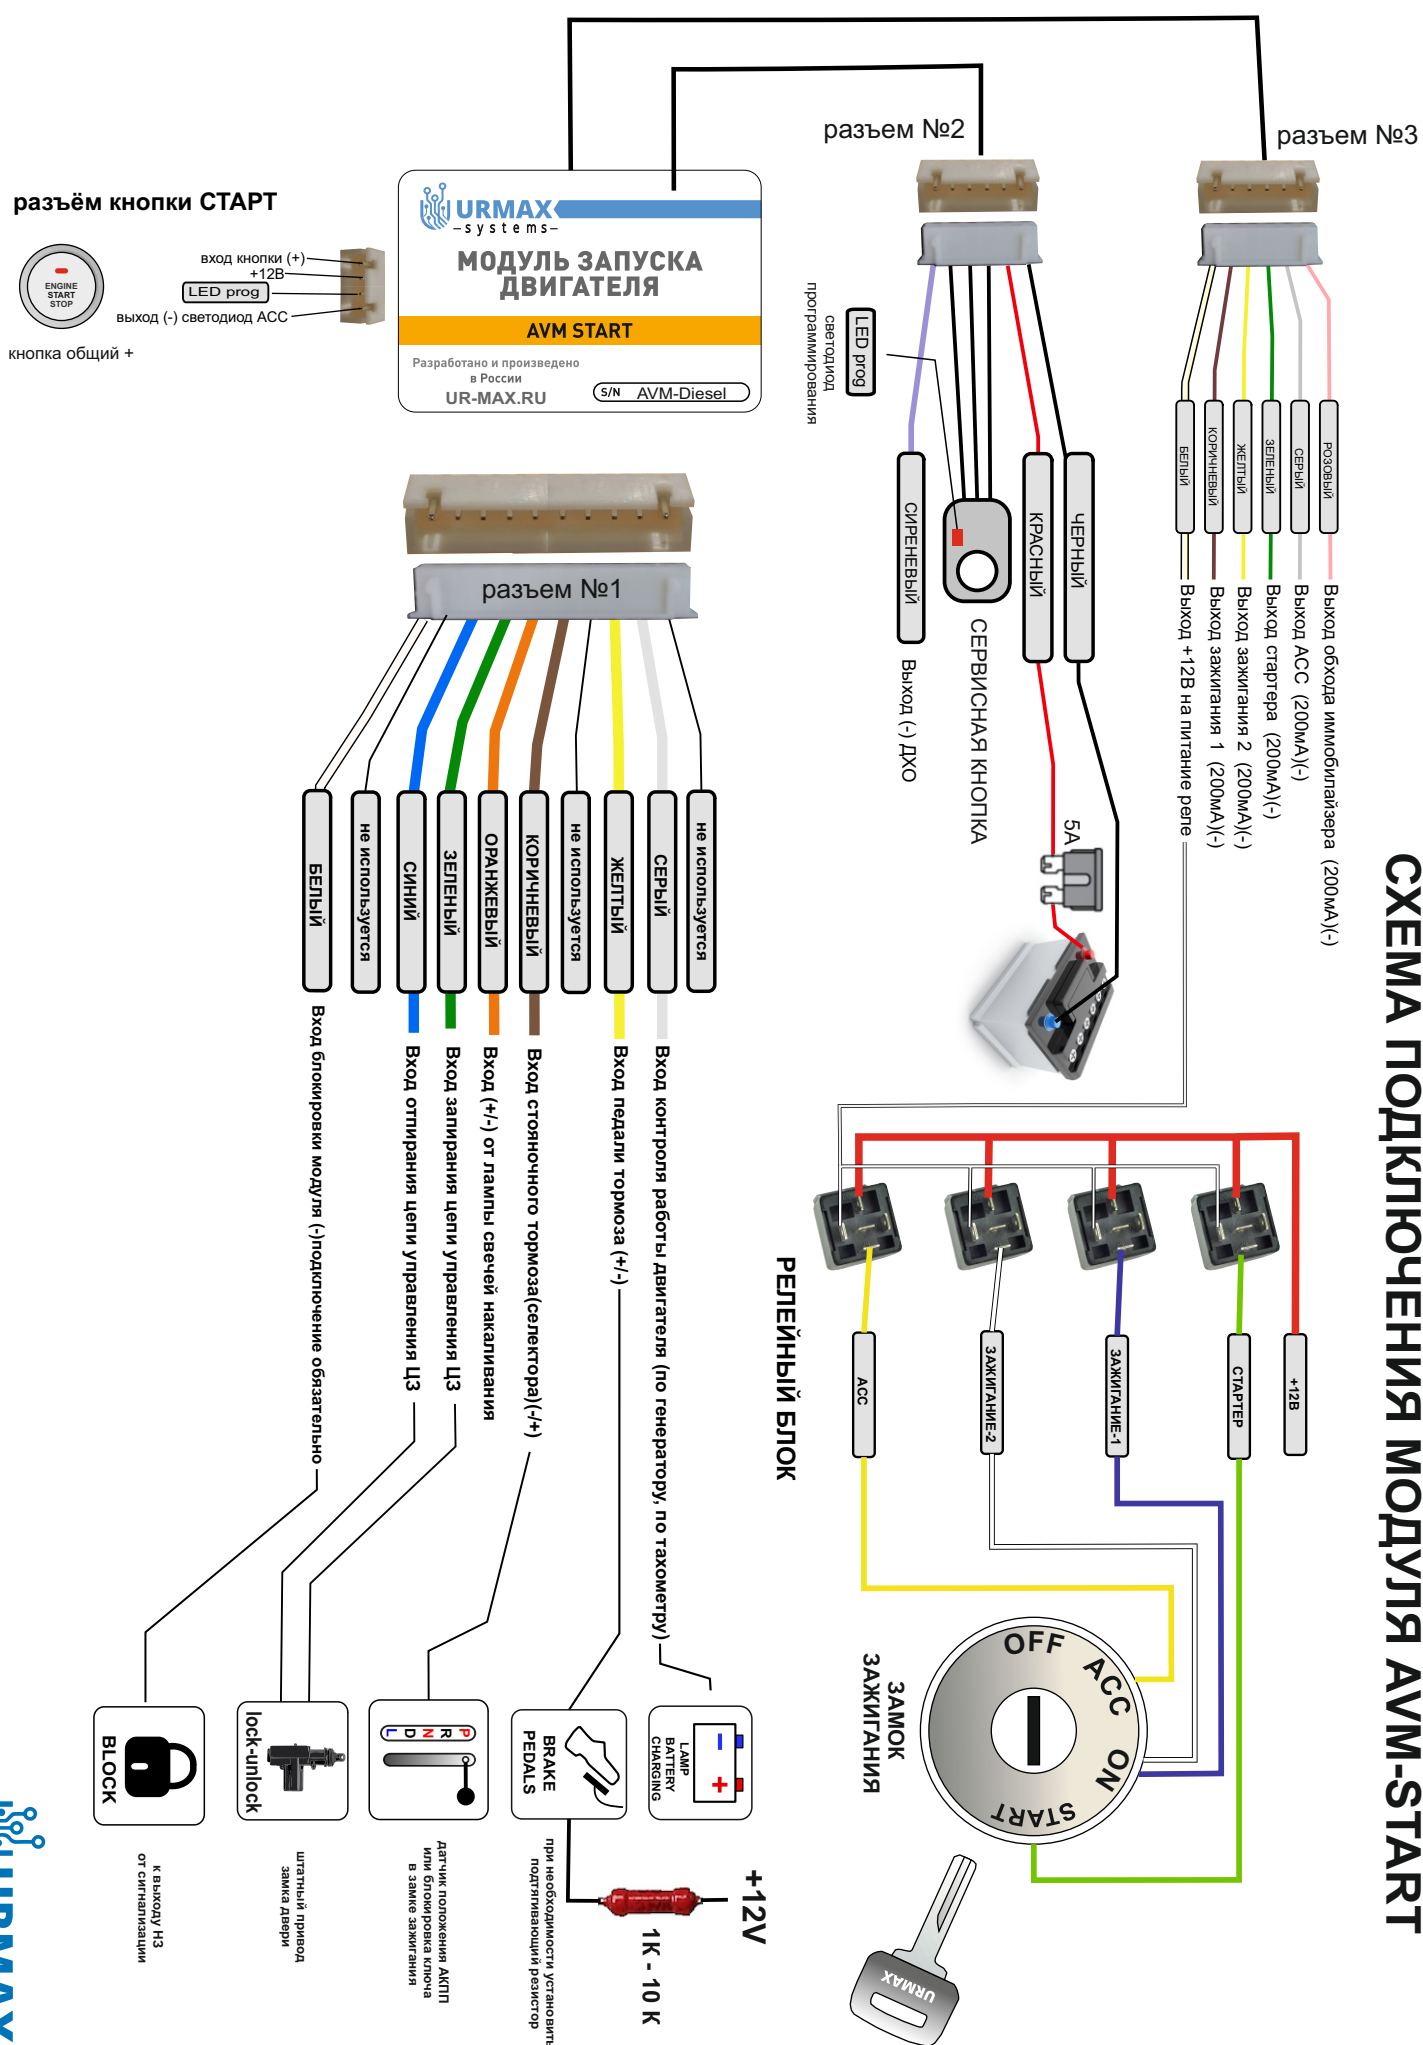 СХЕМА ПОДКЛЮЧЕНИЯ МОДУЛЯ AVM-START
разъем №2
разъем №3
разъём кнопки СТАРТ
ENGINE
START
STOP
кнопка общий +
вход кнопки (+)
+12В
LED prog
выход (-) светодиод ACC
URMAX
systems
МОДУЛЬ ЗАПУСКА
ДВИГАТЕЛЯ
AVM START
Разработано и произведено
в России
UR-MAX.RU
S/N AVM-Diesel
LED prog
светодиод
программирования
СИРЕНЕВЫЙ
Выход (-) ДХО
СЕРВИСНАЯ КНОПКА
КРАСНЫЙ
ЧЕРНЫЙ
5А
БЕЛЫЙ
КОРИЧНЕВЫЙ
ЖЕЛТЫЙ
ЗЕЛЕНЫЙ
СЕРЫЙ
РОЗОВЫЙ
Выход +12В на питание реле
Выход зажигания 1 (200мА)(-)
Выход зажигания 2 (200мА)(-)
Выход стартера (200мА)(-)
Выход АСС (200мА)(-)
Выход обхода иммобилайзера (200мА)(-)
разъем №1
БЕЛЫЙ
не используется
СИНИЙ
ЗЕЛЕНЫЙ
ОРАНЖЕВЫЙ
КОРИЧНЕВЫЙ
не используется
ЖЕЛТЫЙ
СЕРЫЙ
не используется
Вход блокировки модуля (-)подключение обязательно
Вход отпирания цепи управления ЦЗ
Вход запирания цепи управления ЦЗ
Вход (+/-) от лампы свечей накаливания
Вход стояночного тормоза(селектора)(-/+)
Вход педали тормоза (+/-)
Вход контроля работы двигателя (по генератору, по тахометру)
РЕЛЕЙНЫЙ БЛОК
АСС
ЗАЖИГАНИЕ-2
ЗАЖИГАНИЕ-1
СТАРТЕР
+12В
ЗАМОК
ЗАЖИГАНИЯ
OFF
ACC
ON
START
URMAX
BLOCK
к выходу НЗ
от сигнализации
lock-unlock
штатный привод
замка двери
P
R
N
D
L
датчик положения АКПП
или блокировка ключа
в замке зажигания
BRAKE
PEDALS
при необходимости установить
подтягивающий резистор
LAMP
BATTERY
CHARGING
- +
+12V
1К - 10 К
URMAX